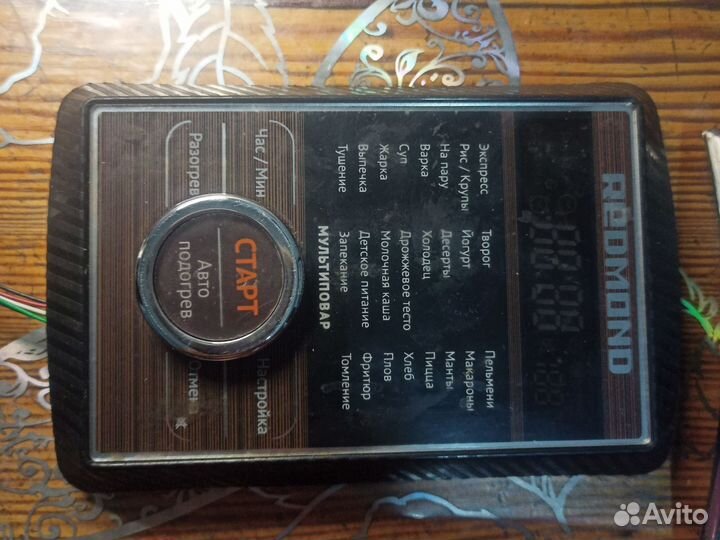 REDMOND
Экспресс
Рис / Крупы
На пару
Варка
Суп
Жарка
Выпечка
Тушение
Творог
Йогурт
Десерты
Холодец
Дрожжевое тесто
Молочная каша
Детское питание
Запекание
Пельмени
Макароны
Манты
Пицца
Хлеб
Плов
Фритюр
Томление
МУЛЬТИПОВАР
Час / Мин
Настройка
СТАРТ
Авто
подогрев
Разогрев
Отмена
Avito